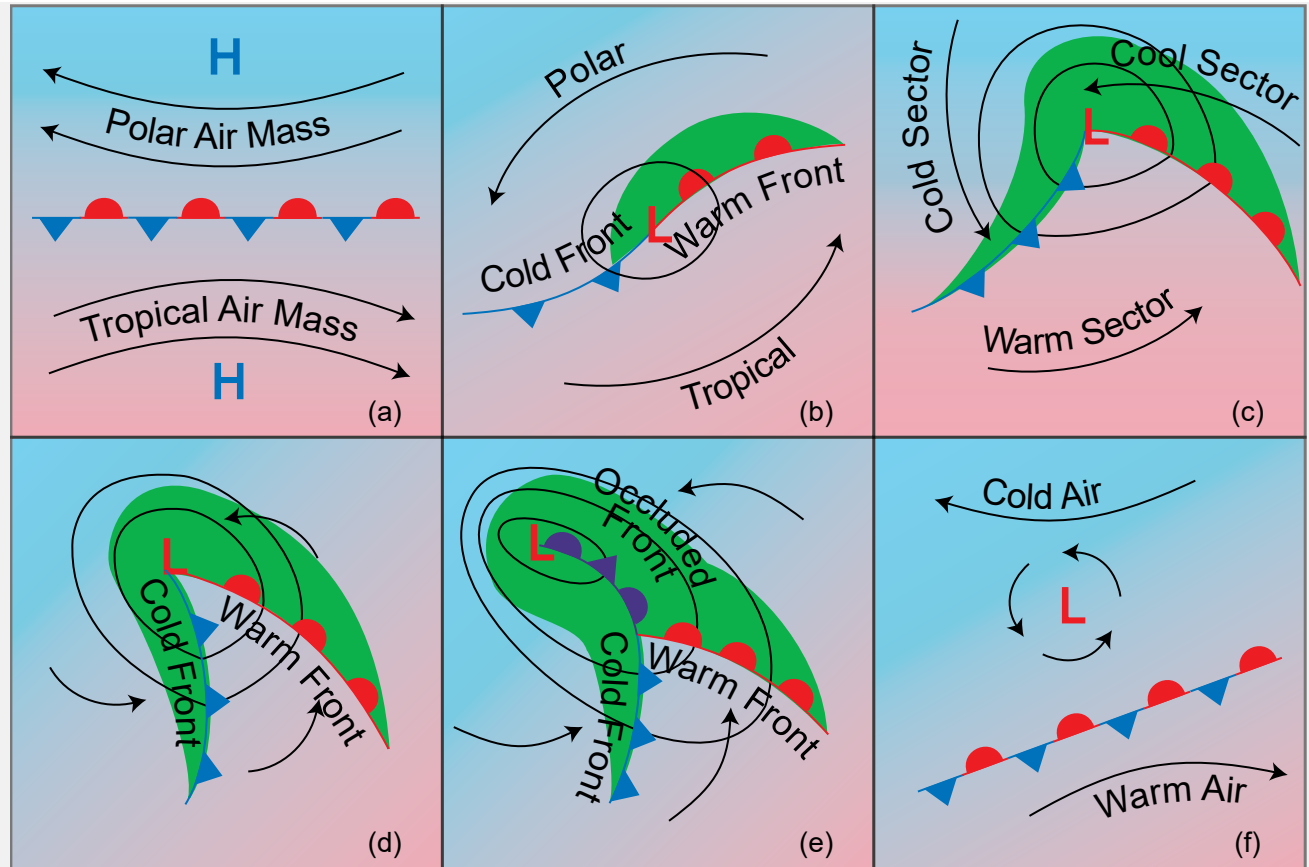 H
Polar Air Mass
Tropical Air Mass
H
(a)
Polar
L
Cold Front
Warm Front
Tropical
(b)
Cold Sector
Cool Sector
L
Warm Sector
(c)
L
Cold Front
Warm Front
(d)
Occluded
Front
L
Cold Front
Warm Front
(e)
Cold Air
L
Warm Air
(f)